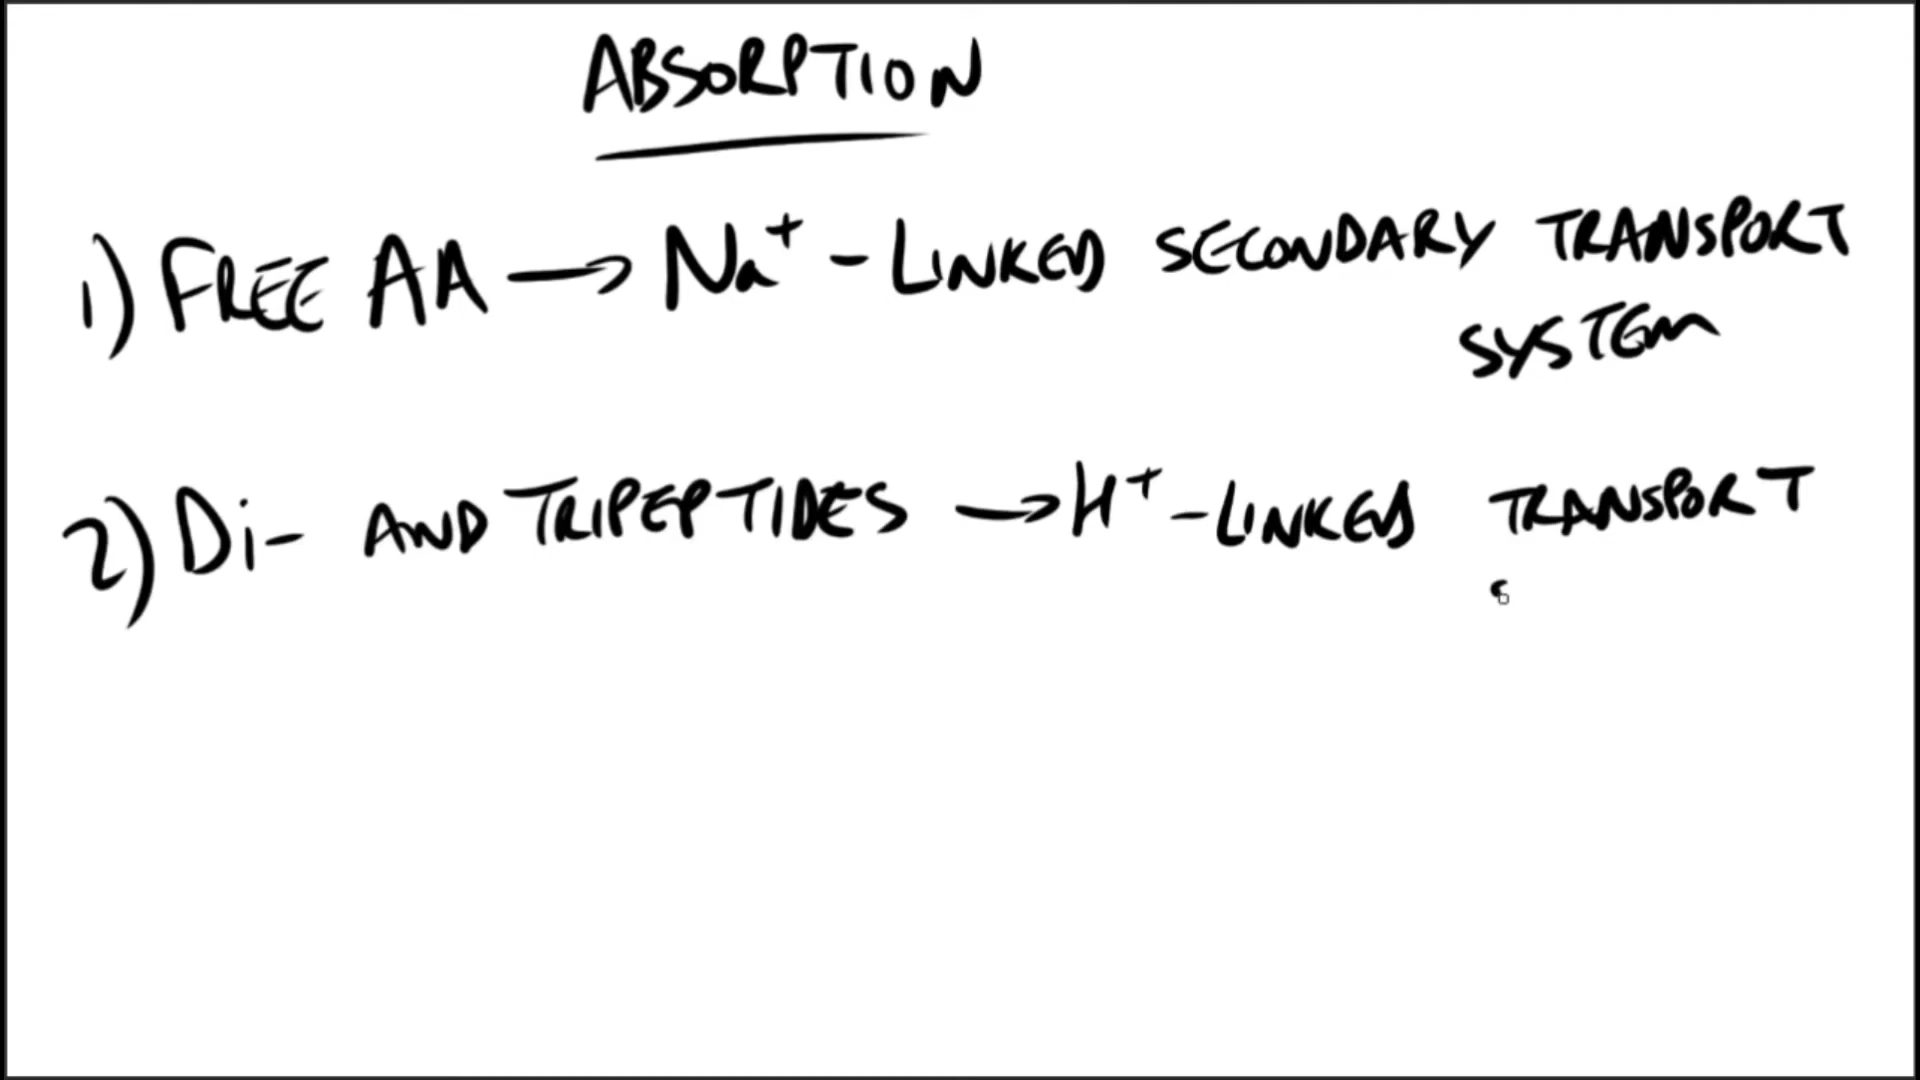 ABSORPTION
1) FREE AA → Na+ - LINKED SECONDARY TRANSPORT
SYSTEM
2) Di- AND TRIPEPTIDES → H+ - LINKED TRANSPORT